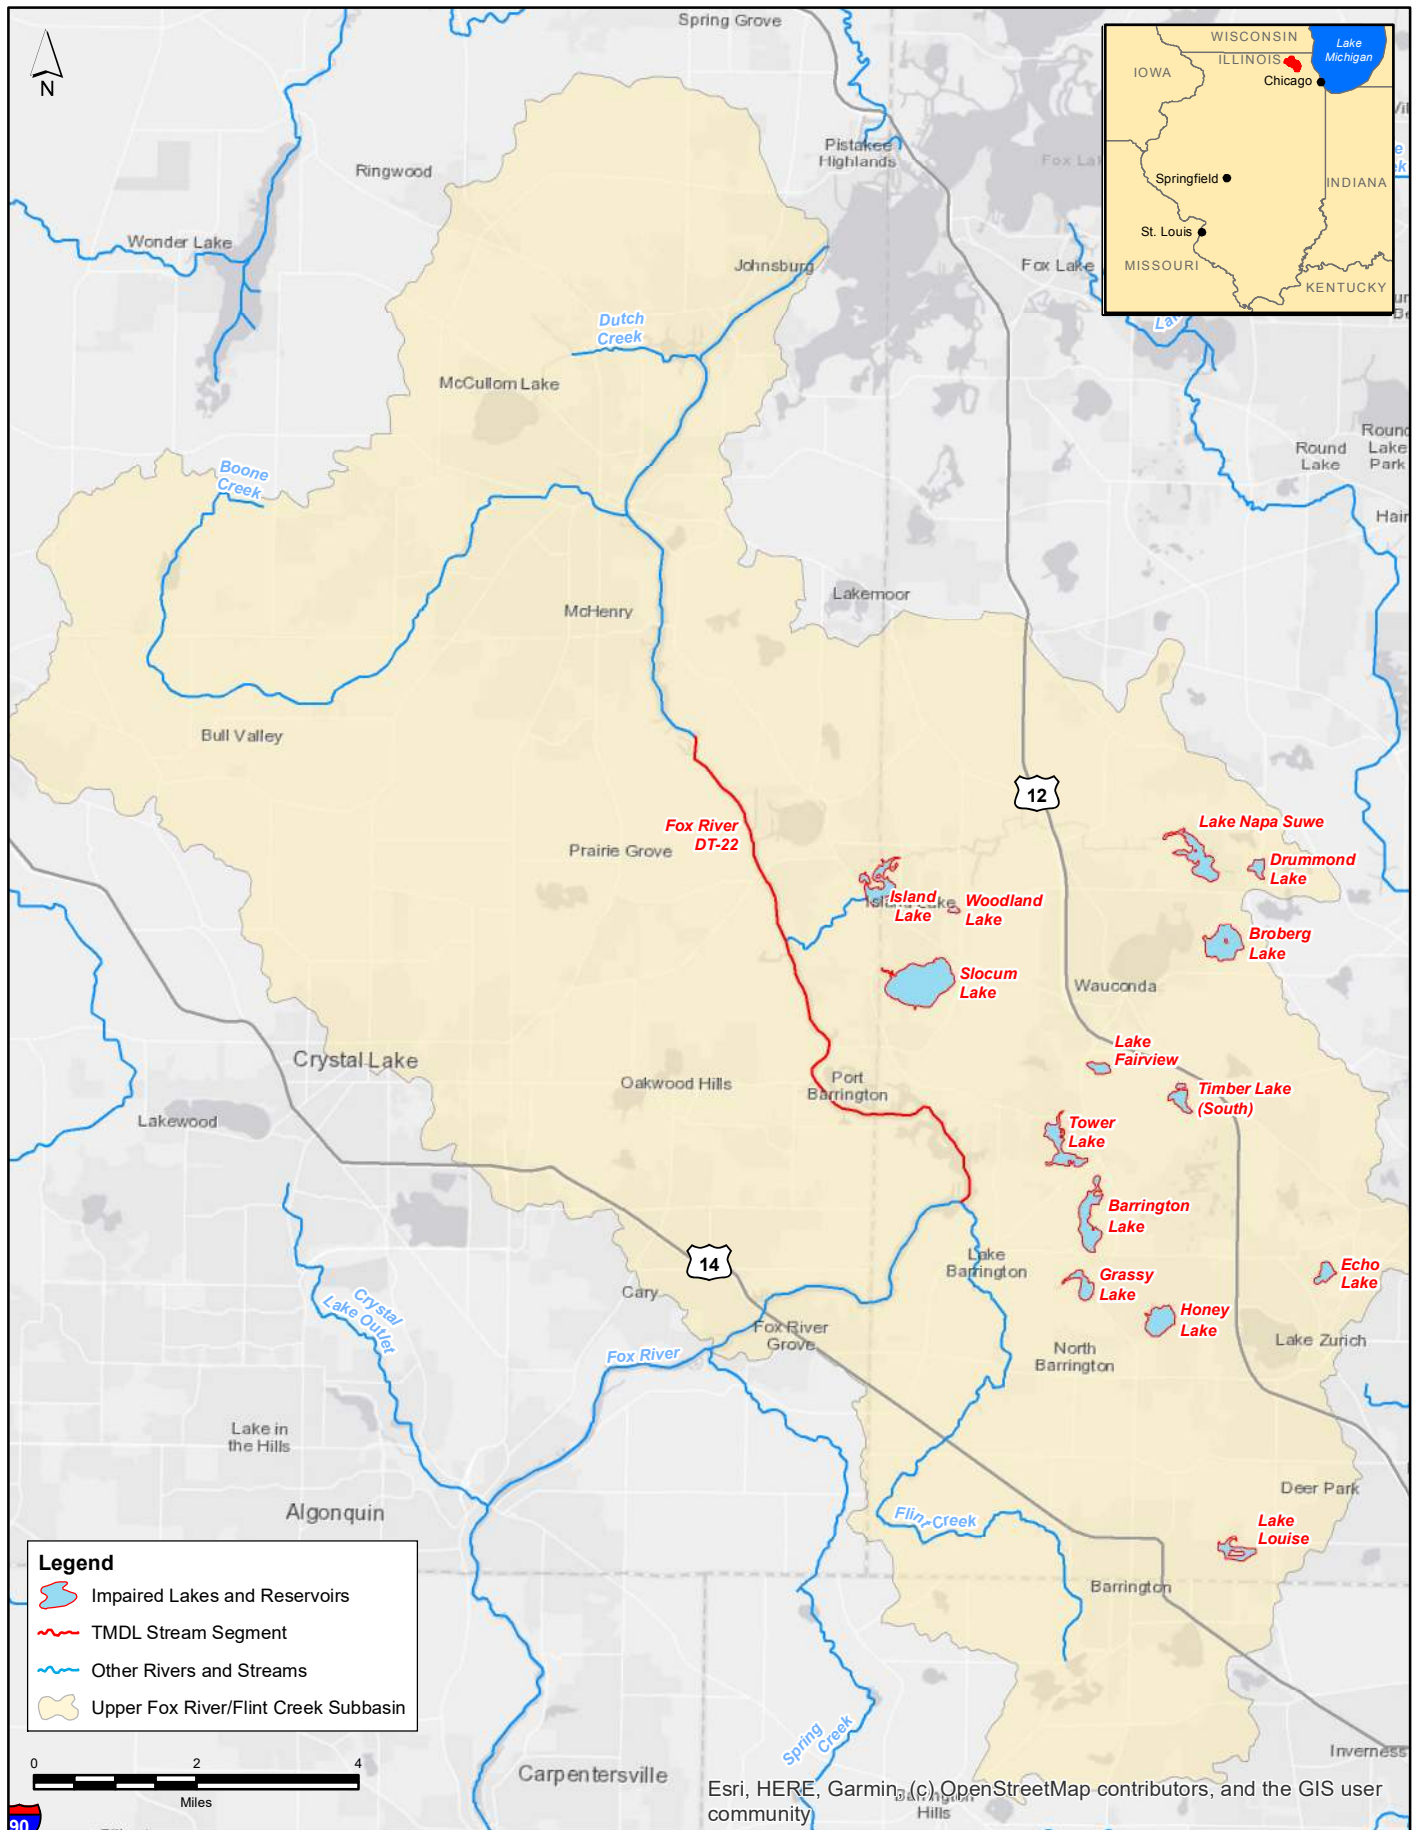 Spring Grove
N
WISCONSIN
Lake
Michigan
ILLINOIS
IOWA
Chicago
Springfield
INDIANA
St. Louis
MISSOURI
KENTUCKY
Pistakee
Highlands
Ringwood
Wonder Lake
Johnsburg
Fox Lake
Dutch
Creek
McCullom Lake
Round
Lake
Round
Lake
Park
Boone
Creek
Lakemoor
McHenry
Bull Valley
12
Fox River
DT-22
Prairie Grove
Lake Napa Suwe
Drummond
Lake
Island Lake
Island
Lake
Woodland
Lake
Broberg
Lake
Slocum
Lake
Wauconda
Crystal Lake
Lake
Fairview
Oakwood Hills
Port
Barrington
Timber Lake
(South)
Lakewood
Tower
Lake
Barrington
Lake
Lake
Barrington
14
Echo
Lake
Grassy
Lake
Cary
Crystal
Lake Outlet
Honey
Lake
Fox River
Grove
Lake Zurich
Fox River
North
Barrington
Lake in
the Hills
Deer Park
Algonquin
Flint Creek
Lake
Louise
Barrington
Legend
Impaired Lakes and Reservoirs
TMDL Stream Segment
Other Rivers and Streams
Upper Fox River/Flint Creek Subbasin
Spring
Creek
0 2 4
Miles
Inverness
Carpentersville
Esri, HERE, Garmin, (c) OpenStreetMap contributors, and the GIS user
community
Barrington
Hills
90